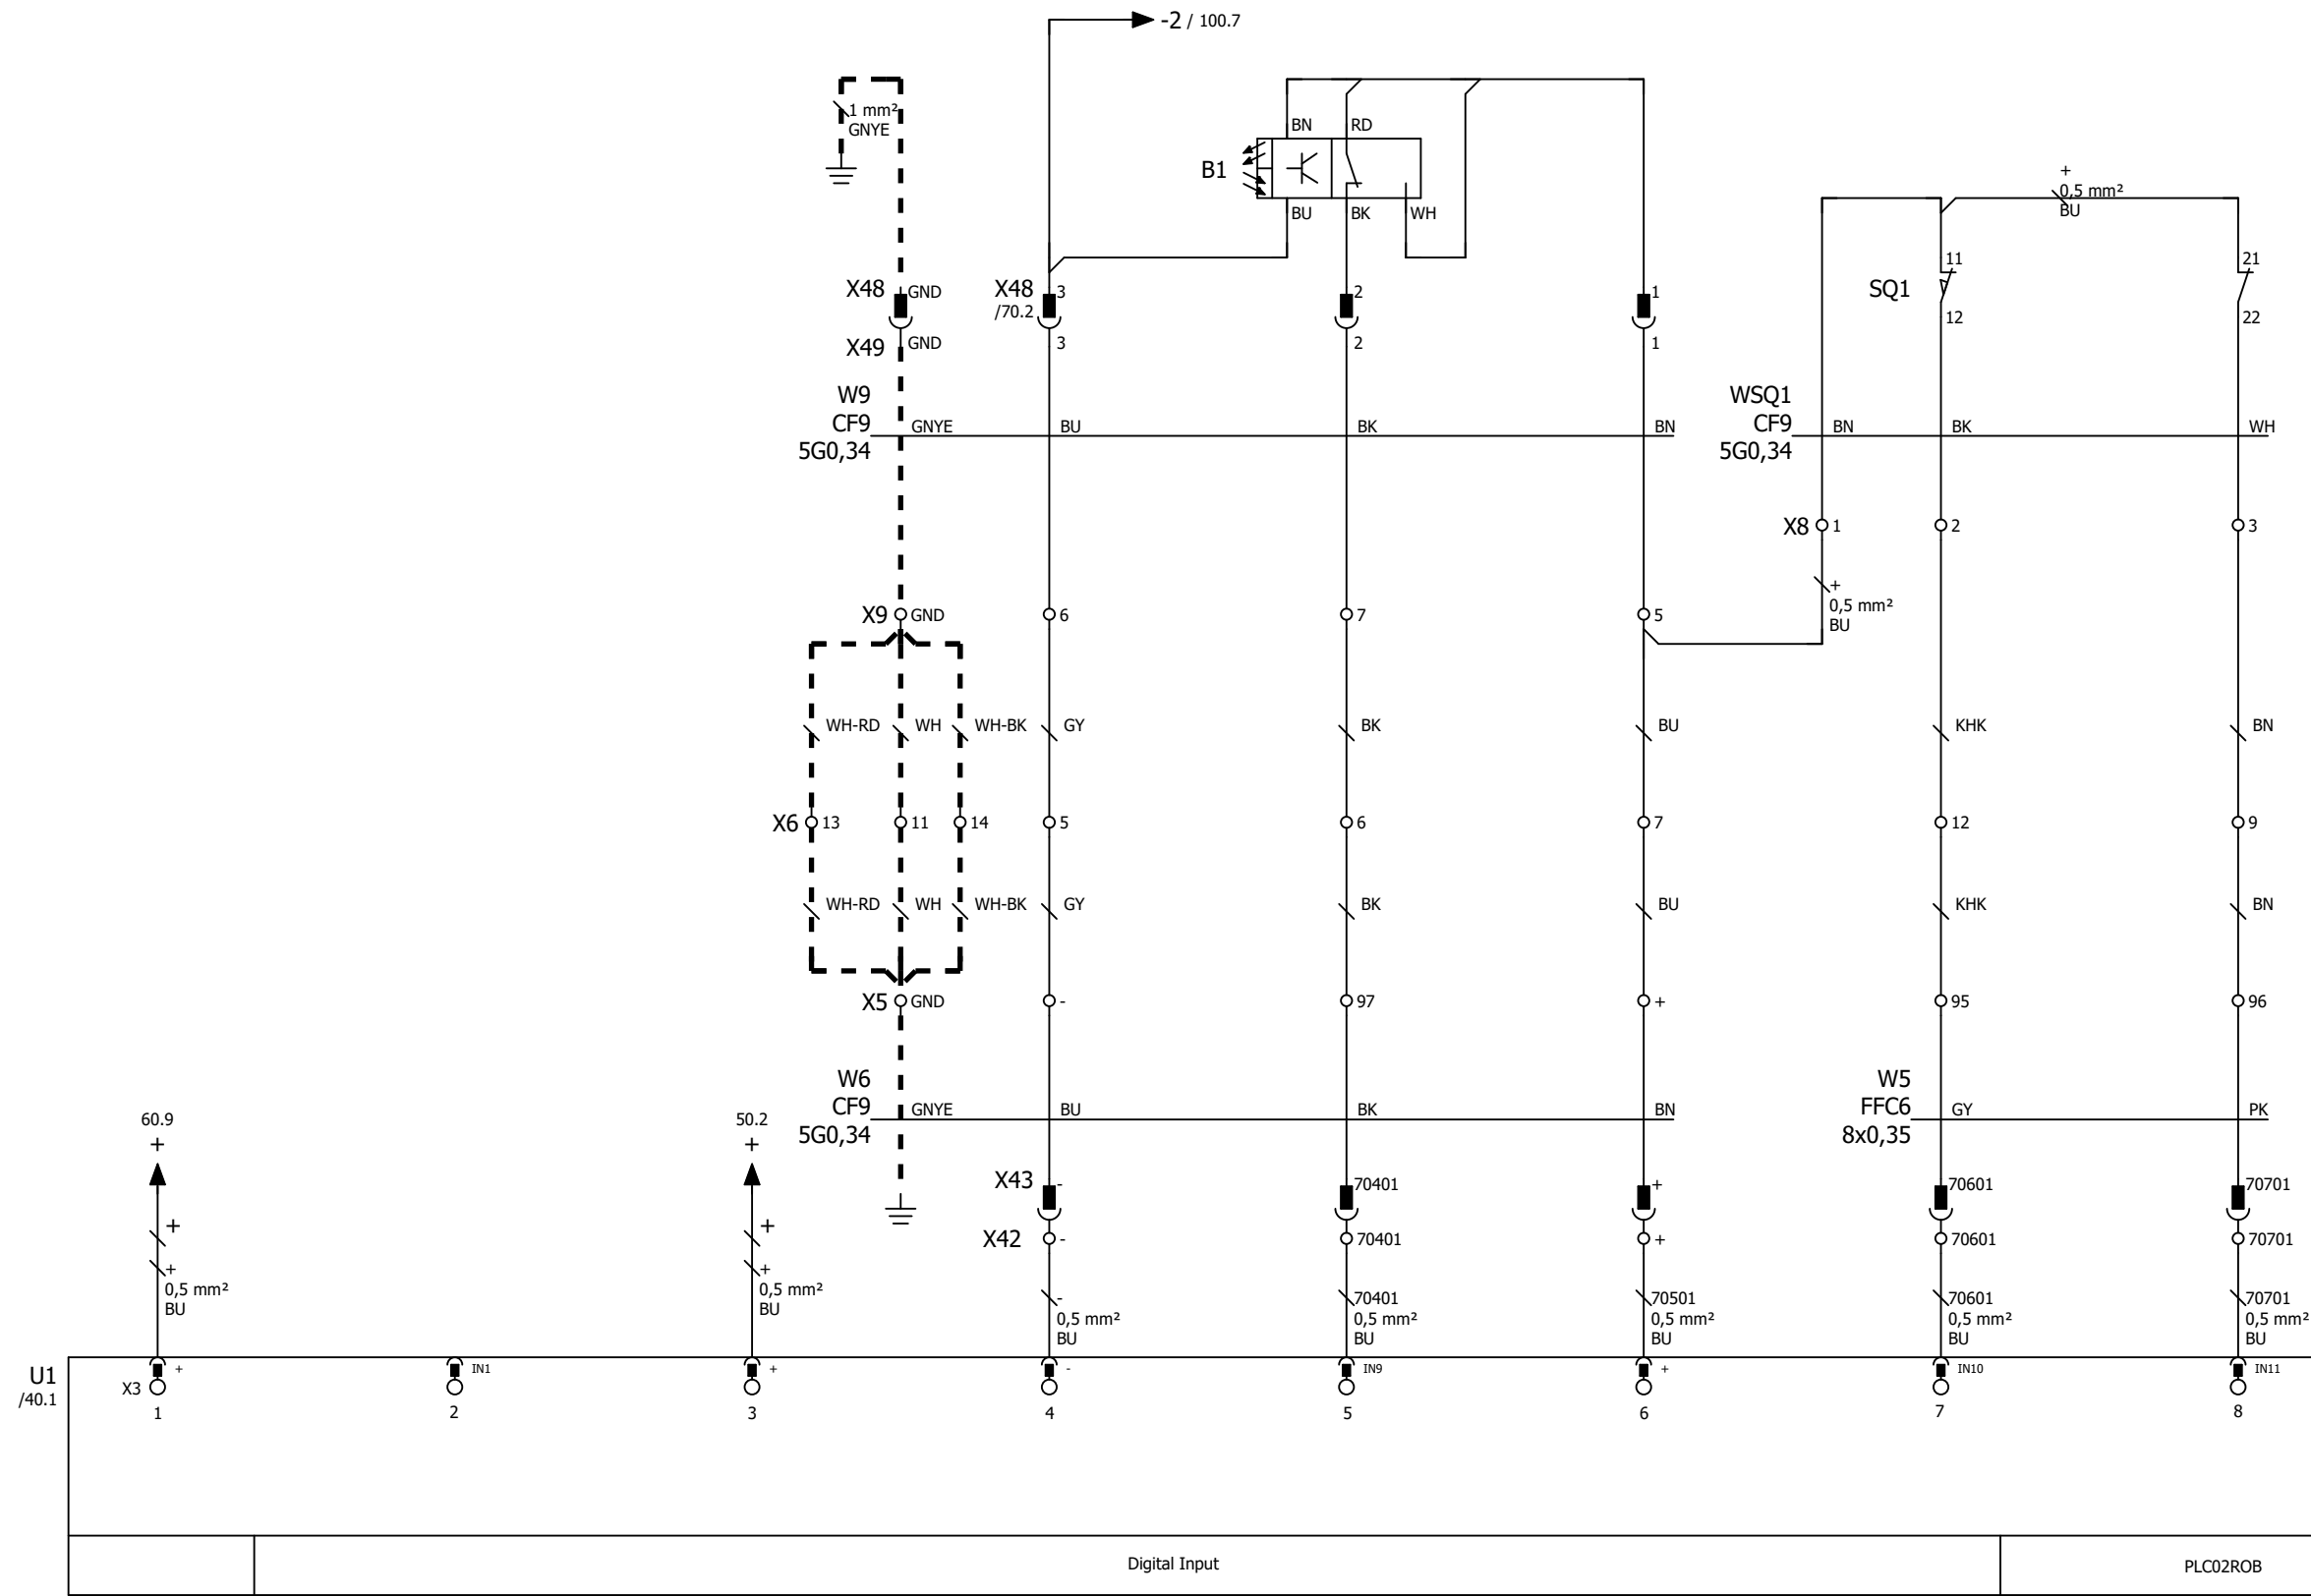 -2 / 100.7
1 mm²
GNYE
BN
RD
B1
BU
BK
WH
+
0,5 mm²
BU
X48
GND
X48
/70.2
3
2
1
SQ1
11
12
21
22
X49
GND
3
2
1
W9
CF9
5G0,34
GNYE
BU
BK
BN
WSQ1
CF9
5G0,34
BN
BK
WH
X8
1
2
3
+
0,5 mm²
BU
X9
GND
6
7
5
WH-RD
WH
WH-BK
GY
BK
BU
KHK
BN
X6
13
11
14
5
6
7
12
9
WH-RD
WH
WH-BK
GY
BK
BU
KHK
BN
X5
GND
-
97
+
95
96
W6
CF9
5G0,34
GNYE
BU
BK
BN
W5
FFC6
8x0,35
GY
PK
60.9
+
50.2
+
X43
-
70401
+
70601
70701
X42
-
70401
+
70601
70701
+
+
0,5 mm²
BU
+
+
0,5 mm²
BU
-
0,5 mm²
BU
70401
0,5 mm²
BU
70501
0,5 mm²
BU
70601
0,5 mm²
BU
70701
0,5 mm²
BU
U1
/40.1
X3
+
IN1
+
-
IN9
+
IN10
IN11
1
2
3
4
5
6
7
8
Digital Input
PLC02ROB